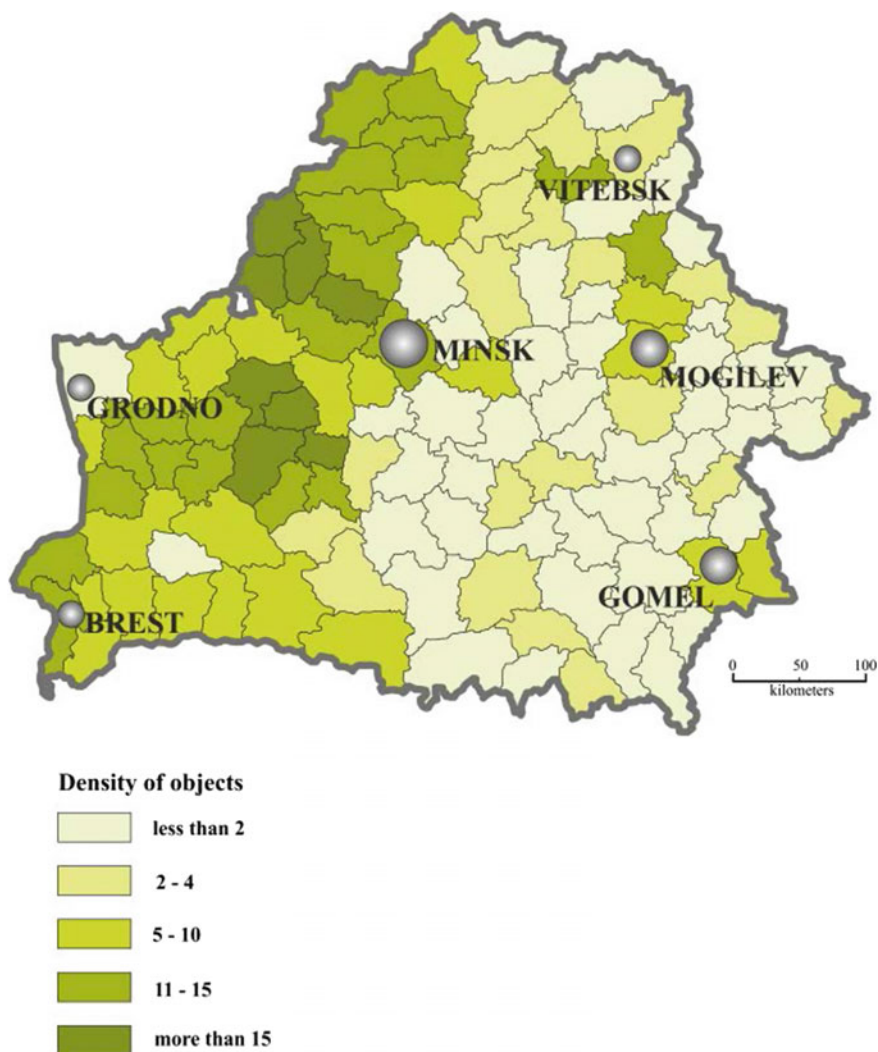 VITEBSK
MINSK
MOGILEV
GRODNO
GOMEL
BREST
0 50 100
kilometers
Density of objects
less than 2
2 - 4
5 - 10
11 - 15
more than 15